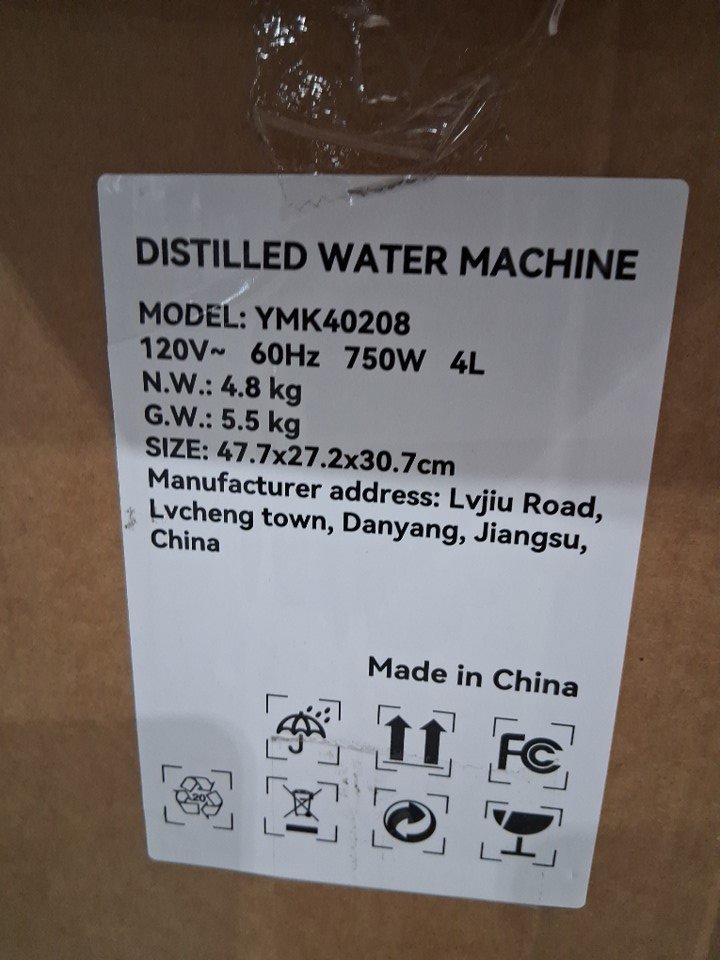 DISTILLED WATER MACHINE
MODEL: YMK40208
120V~ 60Hz 750W 4L
N.W.: 4.8 kg
G.W.: 5.5 kg
SIZE: 47.7x27.2x30.7cm
Manufacturer address: Lvjiu Road,
Lvcheng town, Danyang, Jiangsu,
China
Made in China
FC
20